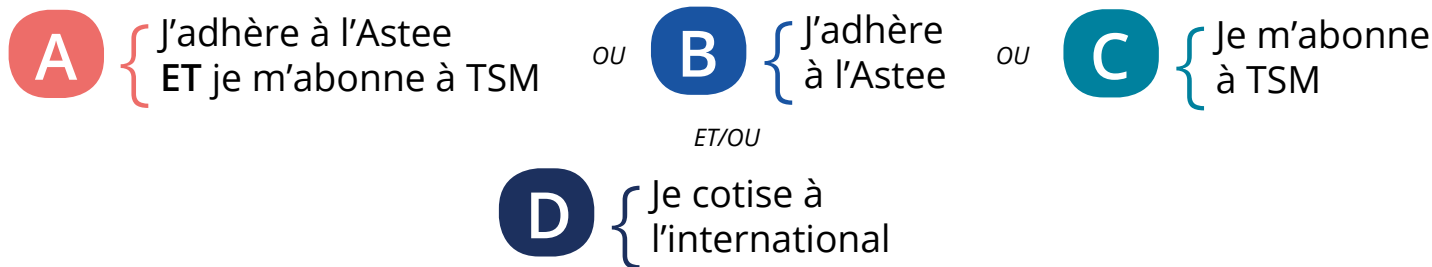 A J’adhère à l’Astee
ET je m’abonne à TSM
OU
B J’adhère
à l’Astee
OU
C Je m’abonne
à TSM
ET/OU
D Je cotise à
l’international